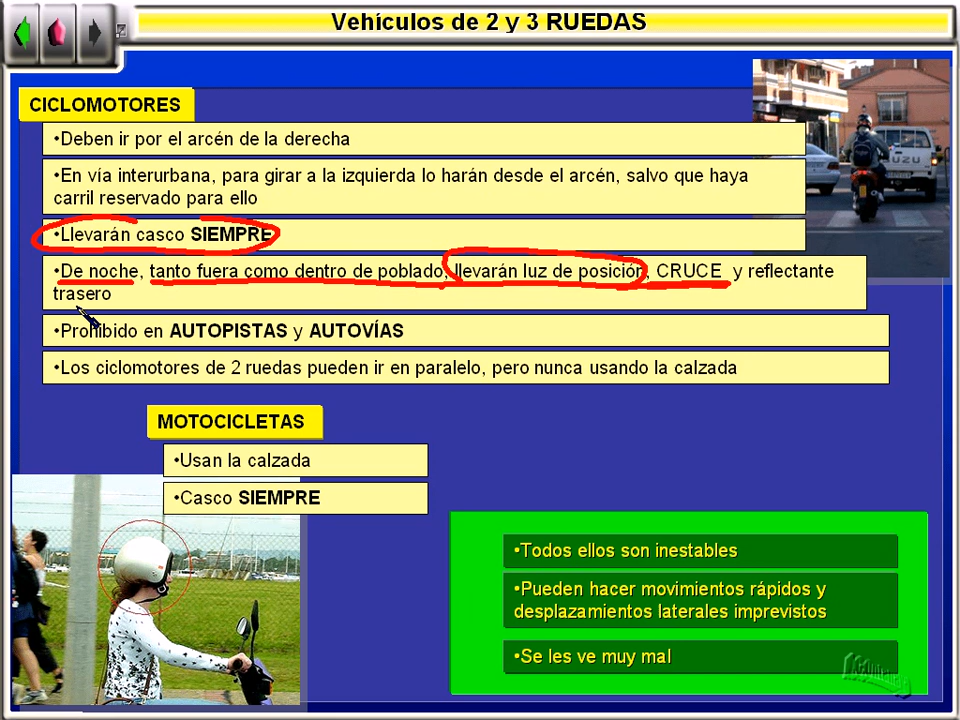 Vehículos de 2 y 3 RUEDAS
CICLOMOTORES
•Deben ir por el arcén de la derecha
•En vía interurbana, para girar a la izquierda lo harán desde el arcén, salvo que haya
carril reservado para ello
•Llevarán casco SIEMPRE
•De noche, tanto fuera como dentro de poblado, llevarán luz de posición, CRUCE y reflectante
trasero
•Prohibido en AUTOPISTAS y AUTOVÍAS
•Los ciclomotores de 2 ruedas pueden ir en paralelo, pero nunca usando la calzada
MOTOCICLETAS
•Usan la calzada
•Casco SIEMPRE
•Todos ellos son inestables
•Pueden hacer movimientos rápidos y
desplazamientos laterales imprevistos
•Se les ve muy mal